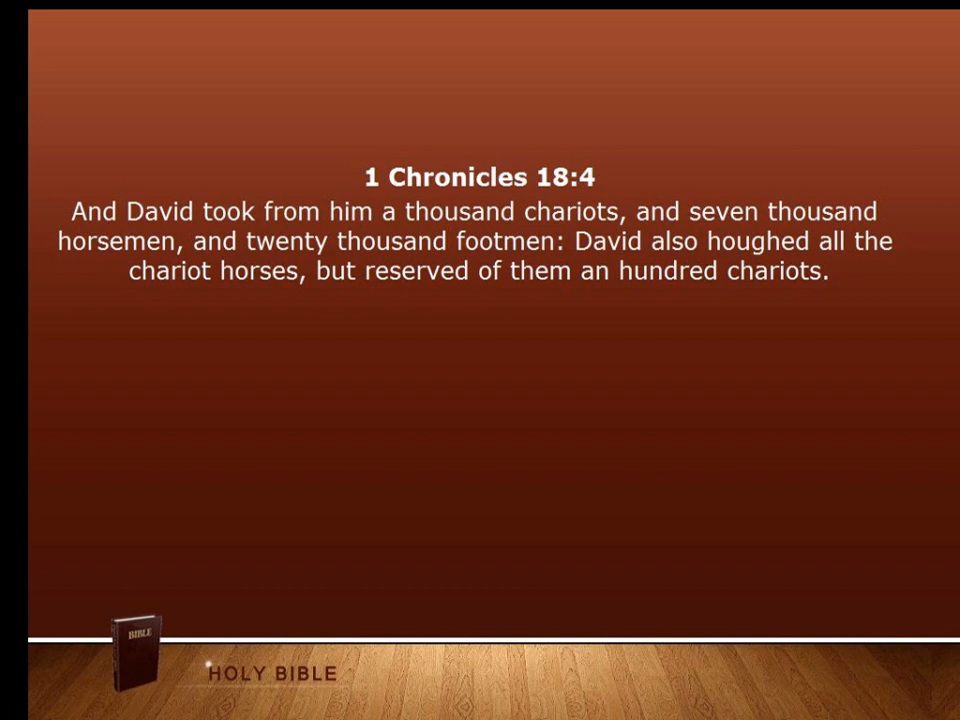 1 Chronicles 18:4
And David took from him a thousand chariots, and seven thousand
horsemen, and twenty thousand footmen: David also houghed all the
chariot horses, but reserved of them an hundred chariots.
BIBLE
HOLY BIBLE